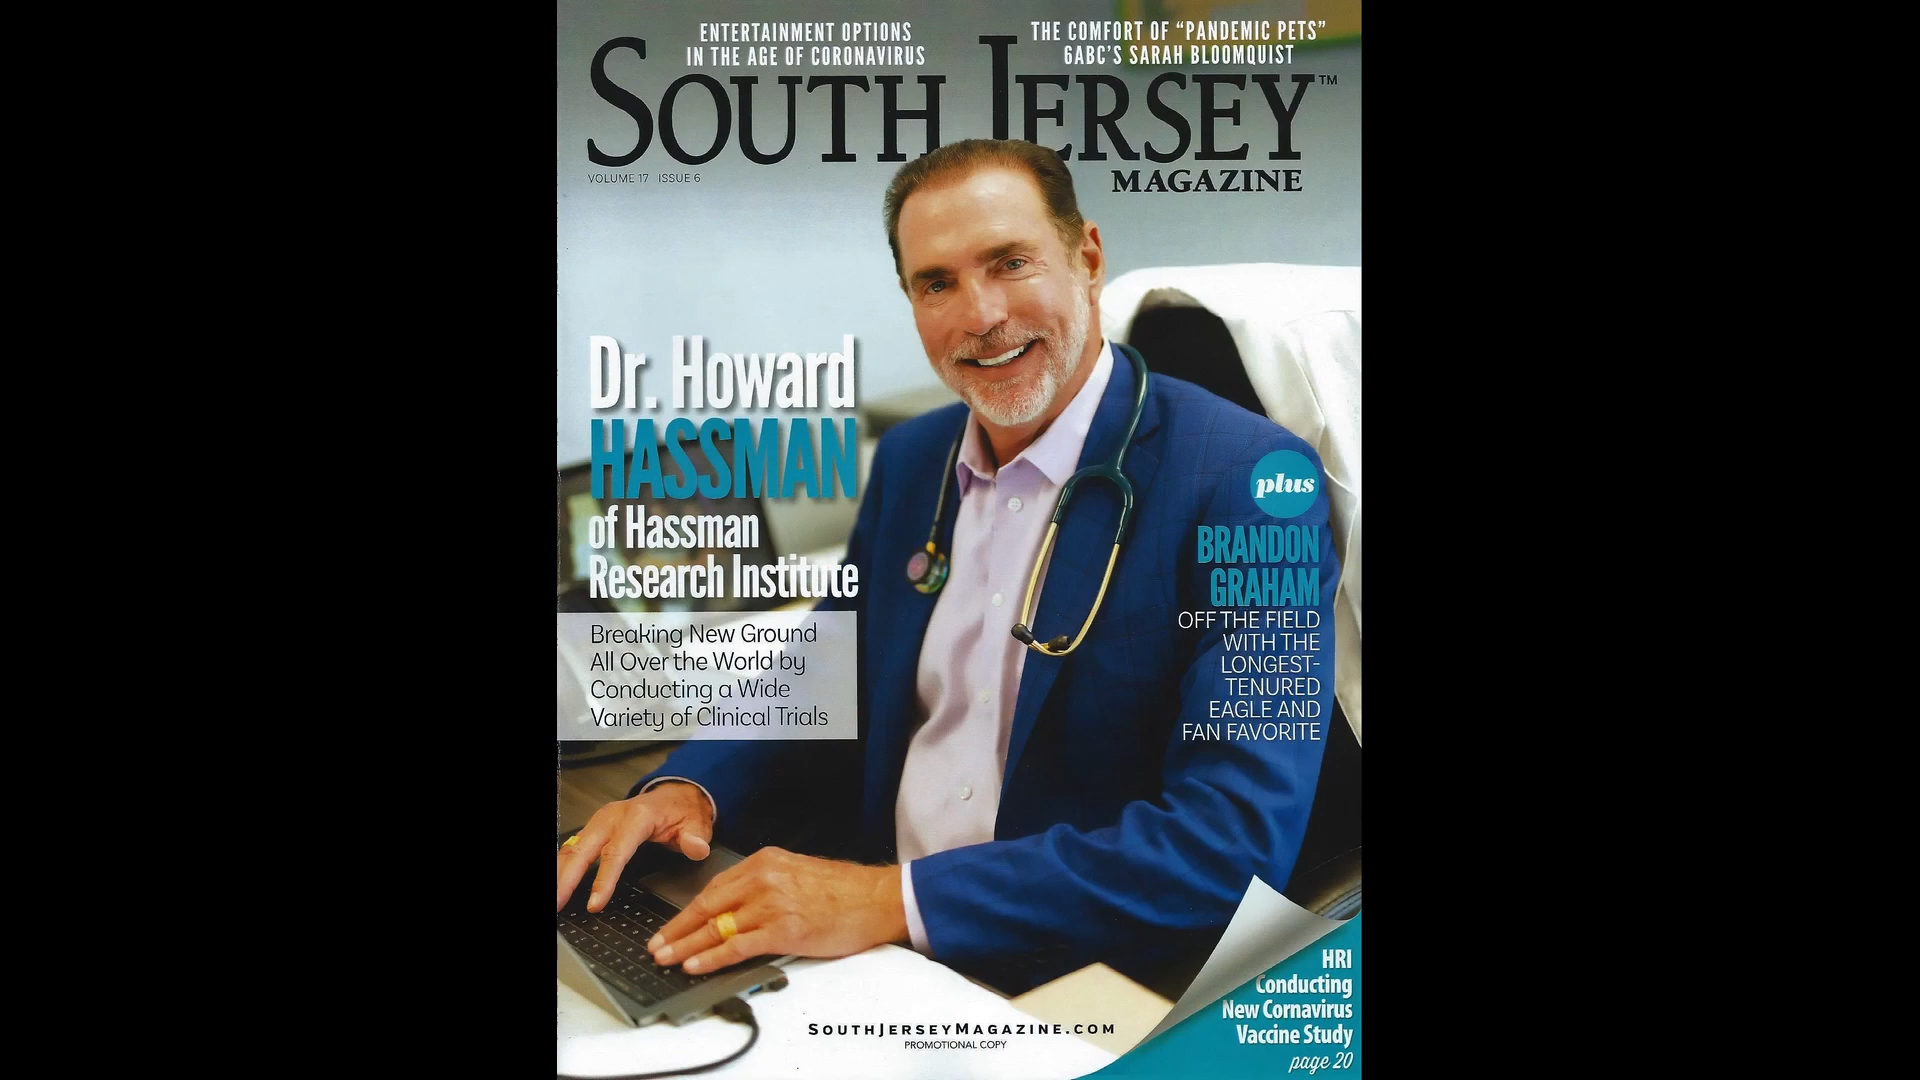 ENTERTAINMENT OPTIONS
IN THE AGE OF CORONAVIRUS
THE COMFORT OF “PANDEMIC PETS”
6ABC’S SARAH BLOOMQUIST
SOUTH JERSEY™
MAGAZINE
VOLUME 17 ISSUE 6
Dr. Howard
HASSMAN
of Hassman
Research Institute
Breaking New Ground
All Over the World by
Conducting a Wide
Variety of Clinical Trials
plus
BRANDON
GRAHAM
OFF THE FIELD
WITH THE
LONGEST-
TENURED
EAGLE AND
FAN FAVORITE
HRI
Conducting
New Cornavirus
Vaccine Study
page 20
SOUTHJERSEYMAGAZINE.COM
PROMOTIONAL COPY